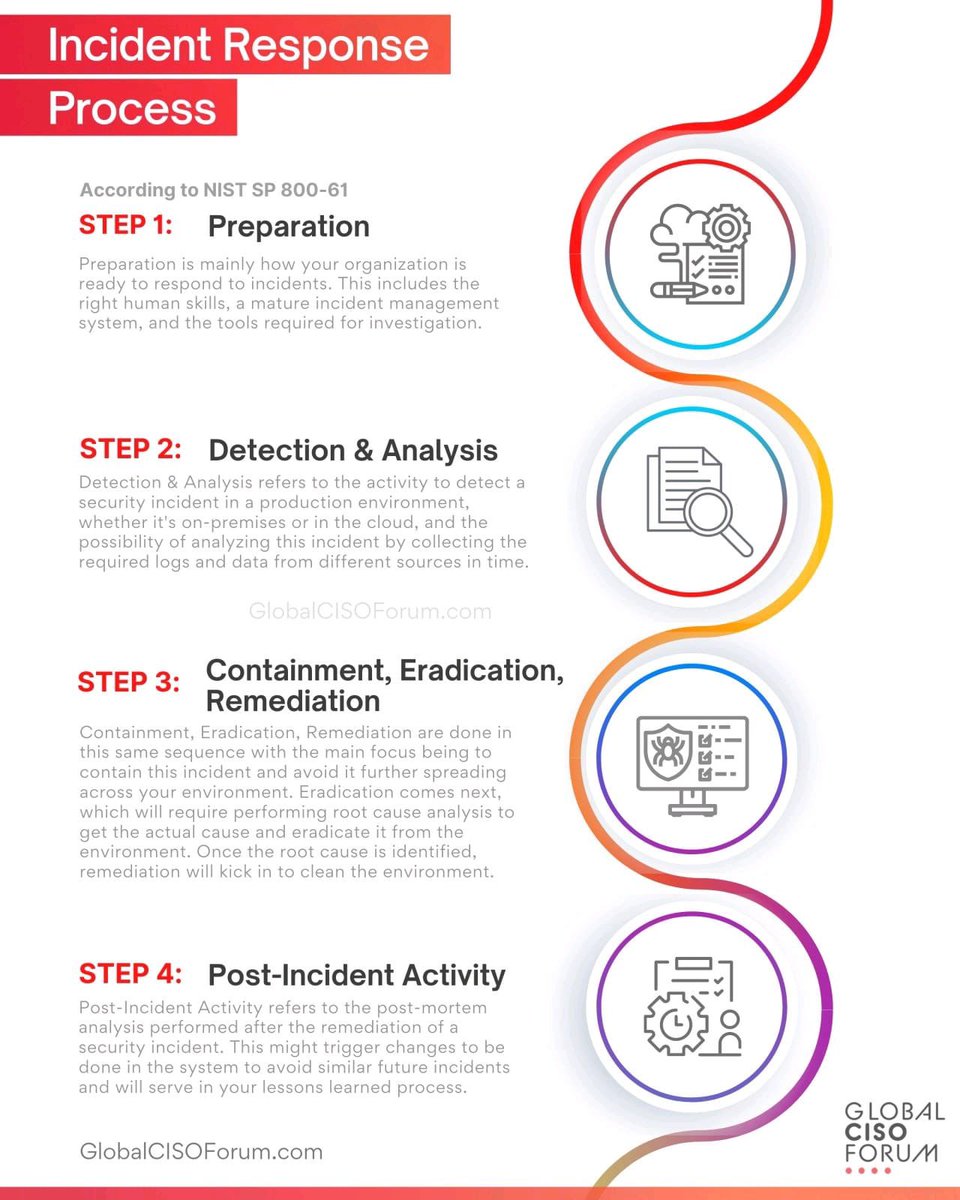 Incident Response
Process
According to NIST SP 800-61
STEP 1: Preparation
Preparation is mainly how your organization is
ready to respond to incidents. This includes the
right human skills, a mature incident management
system, and the tools required for investigation.
STEP 2: Detection & Analysis
Detection & Analysis refers to the activity to detect a
security incident in a production environment,
whether it's on-premises or in the cloud, and the
possibility of analyzing this incident by collecting the
required logs and data from different sources in time.
GlobalCISOForum.com
STEP 3: Containment, Eradication,
Remediation
Containment, Eradication, Remediation are done in
this same sequence with the main focus being to
contain this incident and avoid it further spreading
across your environment. Eradication comes next,
which will require performing root cause analysis to
get the actual cause and eradicate it from the
environment. Once the root cause is identified,
remediation will kick in to clean the environment.
STEP 4: Post-Incident Activity
Post-Incident Activity refers to the post-mortem
analysis performed after the remediation of a
security incident. This might trigger changes to be
done in the system to avoid similar future incidents
and will serve in your lessons learned process.
GlobalCISOForum.com
GLOBAL
CISO
FORUM